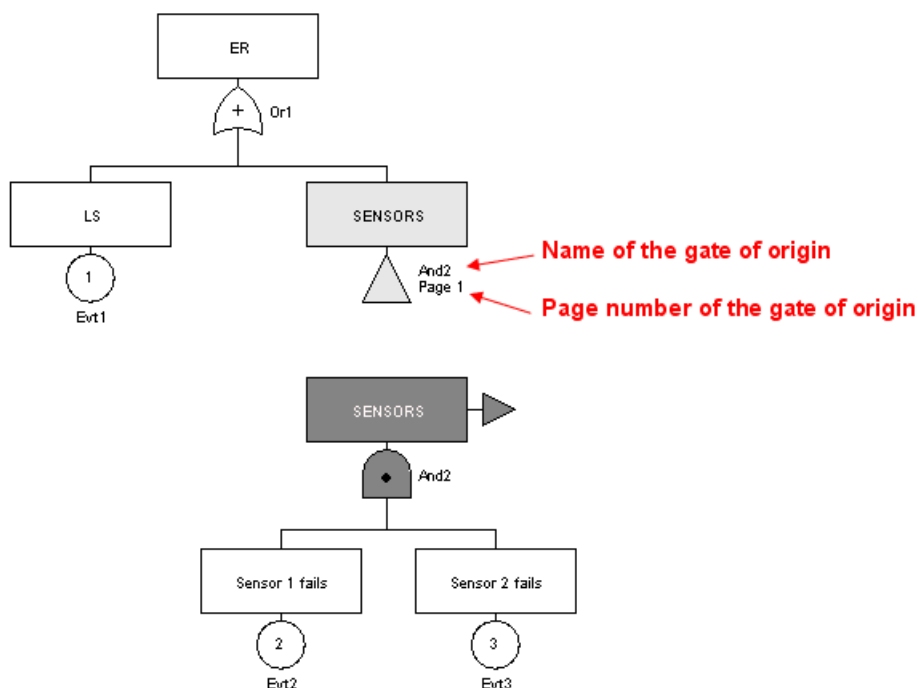 ER
+
Or1
LS
SENSORS
1
Evt1
And2
Page 1
Name of the gate of origin
Page number of the gate of origin
SENSORS
And2
Sensor 1 fails
Sensor 2 fails
2
3
Evt2
Evt3